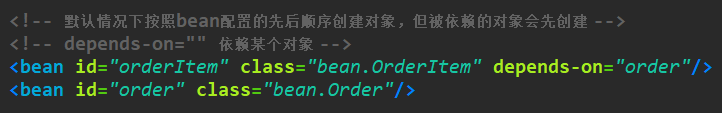 <!-- 默认情况下按照bean配置的先后顺序创建对象，但被依赖的对象会先创建 -->
<!-- depends-on="" 依赖某个对象 -->
<bean id="orderItem" class="bean.OrderItem" depends-on="order"/>
<bean id="order" class="bean.Order"/>